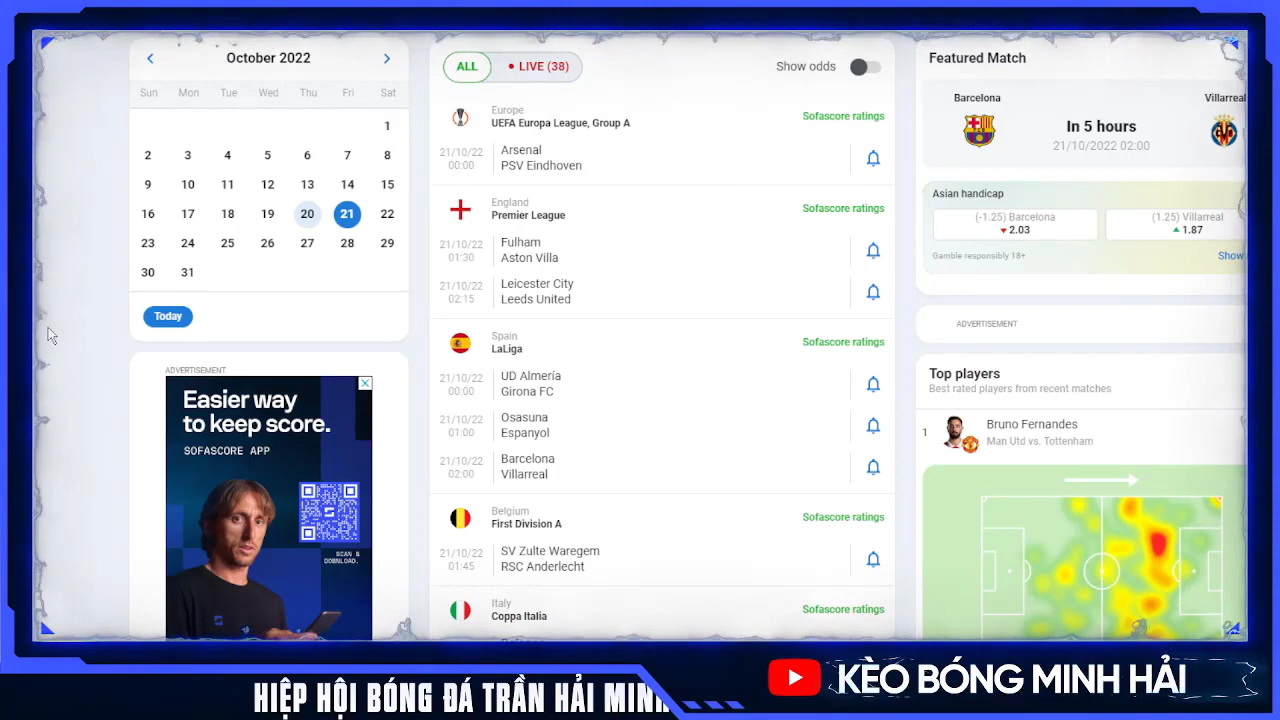 October 2022
Sun Mon Tue Wed Thu Fri Sat
1
2 3 4 5 6 7 8
9 10 11 12 13 14 15
16 17 18 19 20 21 22
23 24 25 26 27 28 29
30 31
Today
ADVERTISEMENT
Easier way
to keep score.
SOFASCORE APP
SCAN &
DOWNLOAD.
ALL LIVE (38)
Show odds
Europe
UEFA Europa League, Group A
Sofascore ratings
21/10/22 Arsenal
00:00 PSV Eindhoven
England
Premier League
Sofascore ratings
21/10/22 Fulham
01:30 Aston Villa
21/10/22 Leicester City
02:15 Leeds United
Spain
LaLiga
Sofascore ratings
21/10/22 UD Almería
00:00 Girona FC
21/10/22 Osasuna
01:00 Espanyol
21/10/22 Barcelona
02:00 Villarreal
Belgium
First Division A
Sofascore ratings
21/10/22 SV Zulte Waregem
01:45 RSC Anderlecht
Italy
Coppa Italia
Sofascore ratings
Featured Match
Barcelona Villarreal
In 5 hours
21/10/2022 02:00
Asian handicap
(-1.25) Barcelona (1.25) Villarreal
2.03 1.87
Gamble responsibly 18+ Show
ADVERTISEMENT
Top players
Best rated players from recent matches
1 Bruno Fernandes
Man Utd vs. Tottenham
HIỆP HỘI BÓNG ĐÁ TRẦN HẢI MINH
KÈO BÓNG MINH HẢI